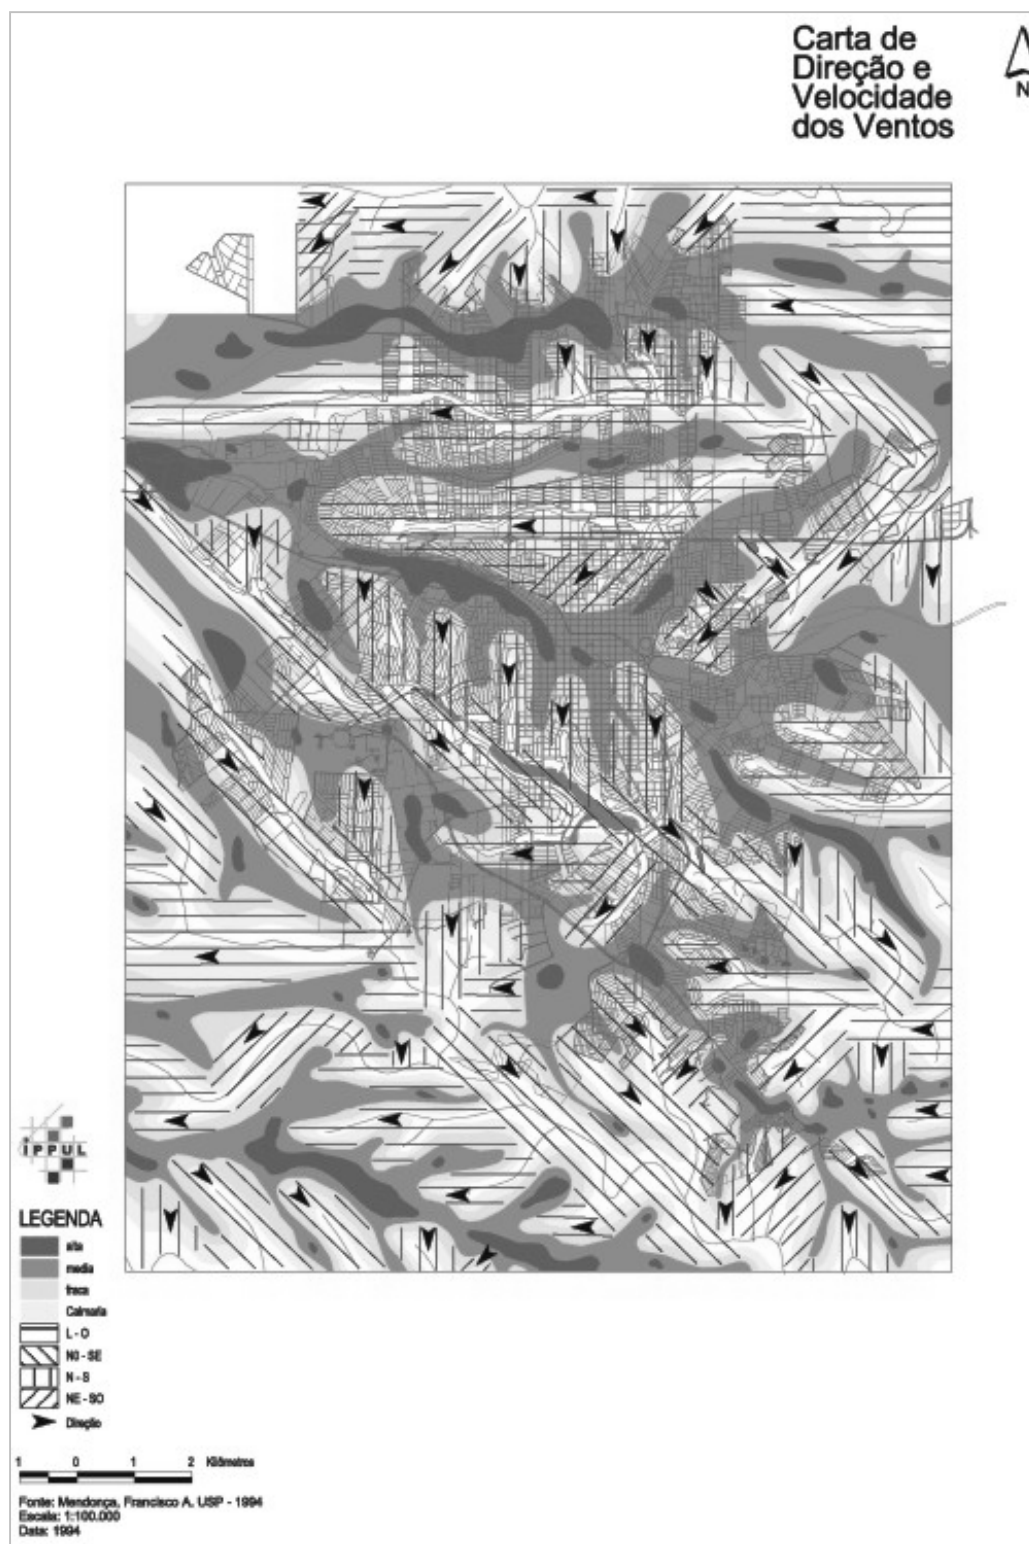 Carta de
Direção e
Velocidade
dos Ventos
N
IPPUL
LEGENDA
alta
media
fraca
Calmaria
L - O
N0 - SE
N - S
NE - SO
Direção
1 0 1 2 Kilômetros
Fonte: Mendonça, Francisco A. USP - 1994
Escala: 1:100.000
Data: 1994